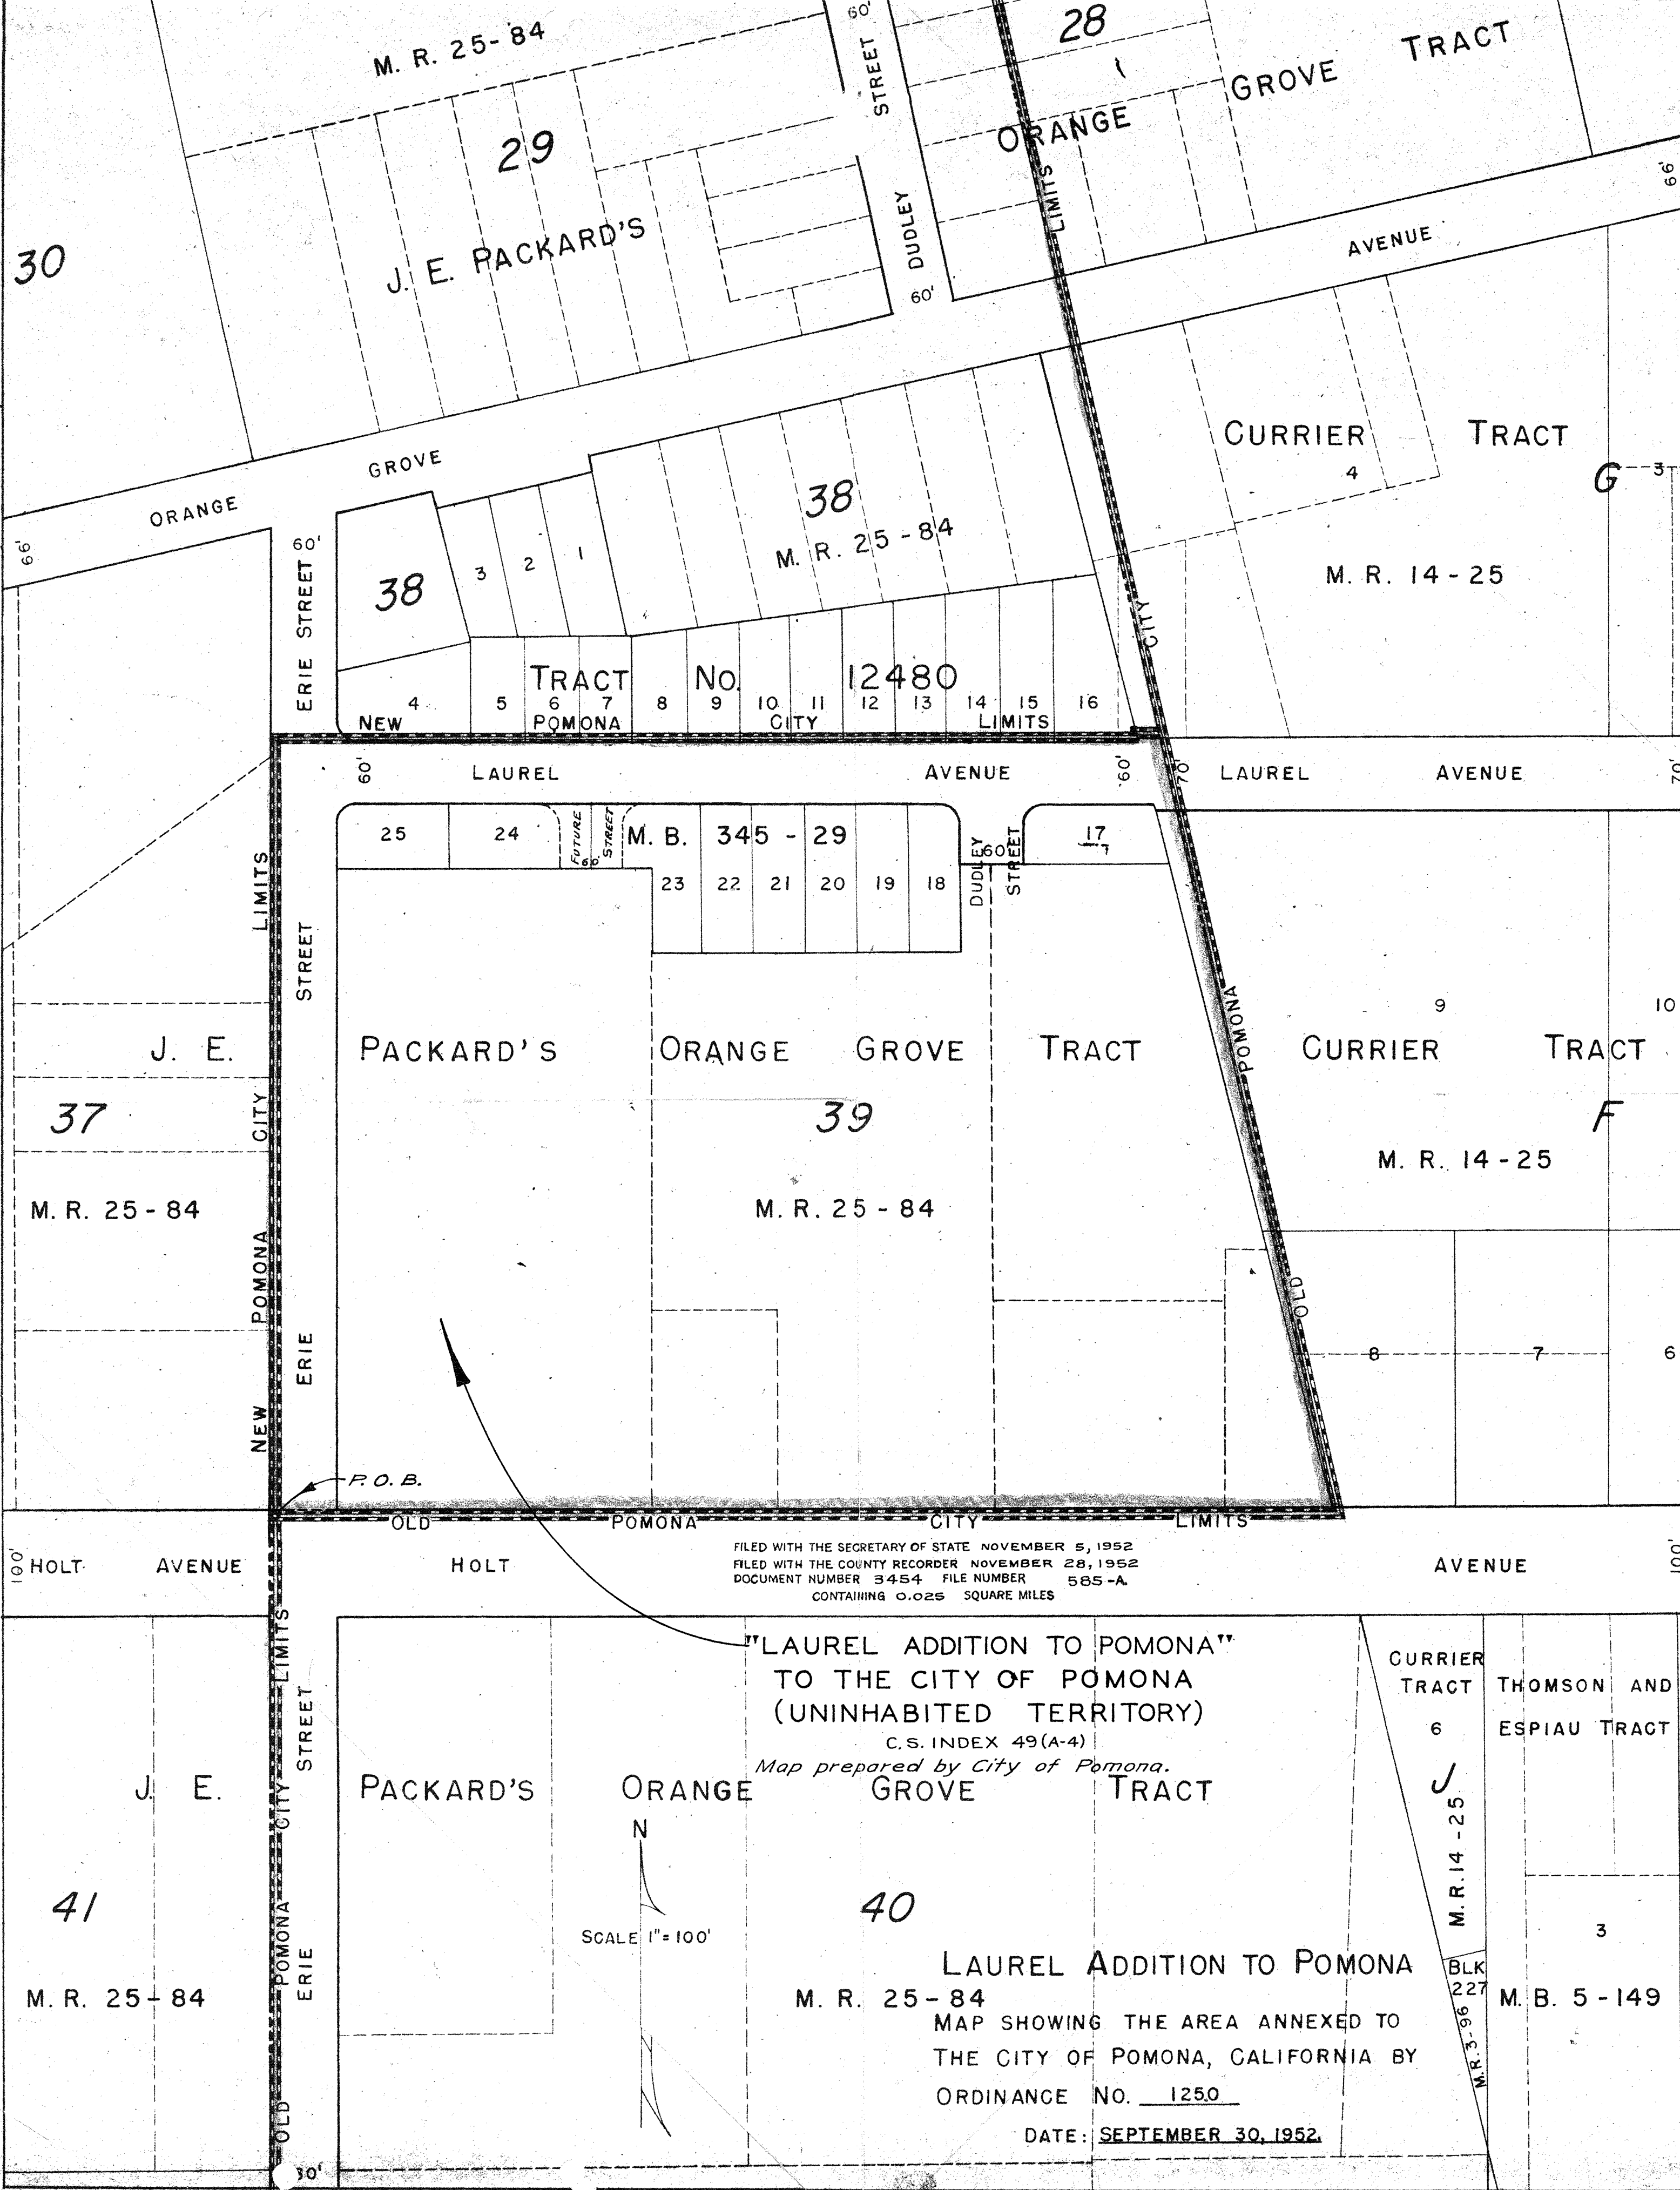 M. R. 25-84
60'
28
TRACT
GROVE
STREET
ORANGE
29
66'
LIMITS
DUDLEY
J. E. PACKARD'S
AVENUE
30
60'
CURRIER TRACT
4
G
3
GROVE
ORANGE
38
M. R. 25-84
66'
60'
ERIE STREET
38
3 2 1
M. R. 14-25
CITY
TRACT NO. 12480
4 5 6 7 8 9 10 11 12 13 14 15 16
NEW POMONA CITY LIMITS
60' LAUREL AVENUE 60' 70' LAUREL AVENUE 70'
25 24 FUTURE STREET 60' M. B. 345-29 DUDLEY STREET 60' 17
23 22 21 20 19 18
LIMITS
STREET
POMONA
9 10
J. E. PACKARD'S ORANGE GROVE TRACT CURRIER TRACT
37
CITY
39
F
M. R. 14-25
M. R. 25-84
M. R. 25-84
POMONA
OLD
ERIE
8 7 6
NEW
P.O.B.
OLD POMONA CITY LIMITS
100' HOLT AVENUE HOLT AVENUE 100'
FILED WITH THE SECRETARY OF STATE NOVEMBER 5, 1952
FILED WITH THE COUNTY RECORDER NOVEMBER 28, 1952
DOCUMENT NUMBER 3454 FILE NUMBER 585-A
CONTAINING 0.025 SQUARE MILES
"LAUREL ADDITION TO POMONA"
TO THE CITY OF POMONA
(UNINHABITED TERRITORY)
C.S. INDEX 49(A-4)
Map prepared by City of Pomona.
LIMITS
STREET
CURRIER
TRACT
6
J
M.R.14-25
THOMSON AND
ESPIAU TRACT
J. E. PACKARD'S ORANGE GROVE TRACT
CITY
N
SCALE 1"=100'
41
40
3
POMONA
ERIE
M. R. 25-84
M. R. 25-84
BLK
227
M.R.3-96
M. B. 5-149
LAUREL ADDITION TO POMONA
MAP SHOWING THE AREA ANNEXED TO
THE CITY OF POMONA, CALIFORNIA BY
ORDINANCE NO. 1250
DATE: SEPTEMBER 30, 1952.
OLD